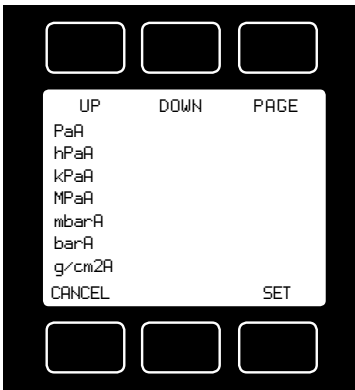 UP DOWN PAGE
PaA
hPaA
kPaA
MPaA
mbarA
barA
g/cm2A
CANCEL SET